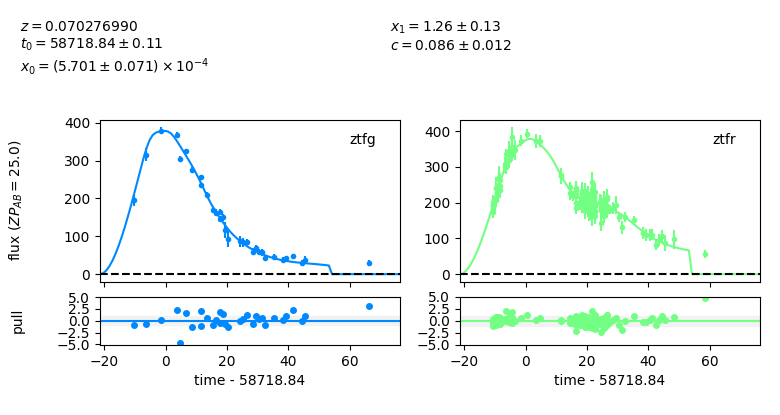 z = 0.070276990
t₀ = 58718.84 ± 0.11
x₀ = (5.701 ± 0.071) × 10⁻⁴
x₁ = 1.26 ± 0.13
c = 0.086 ± 0.012
flux (ZP_AB = 25.0)
400
300
200
100
0
ztfg
400
300
200
100
0
ztfr
pull
5.0
2.5
0.0
−2.5
−5.0
−20 0 20 40 60
time - 58718.84
5.0
2.5
0.0
−2.5
−5.0
−20 0 20 40 60
time - 58718.84